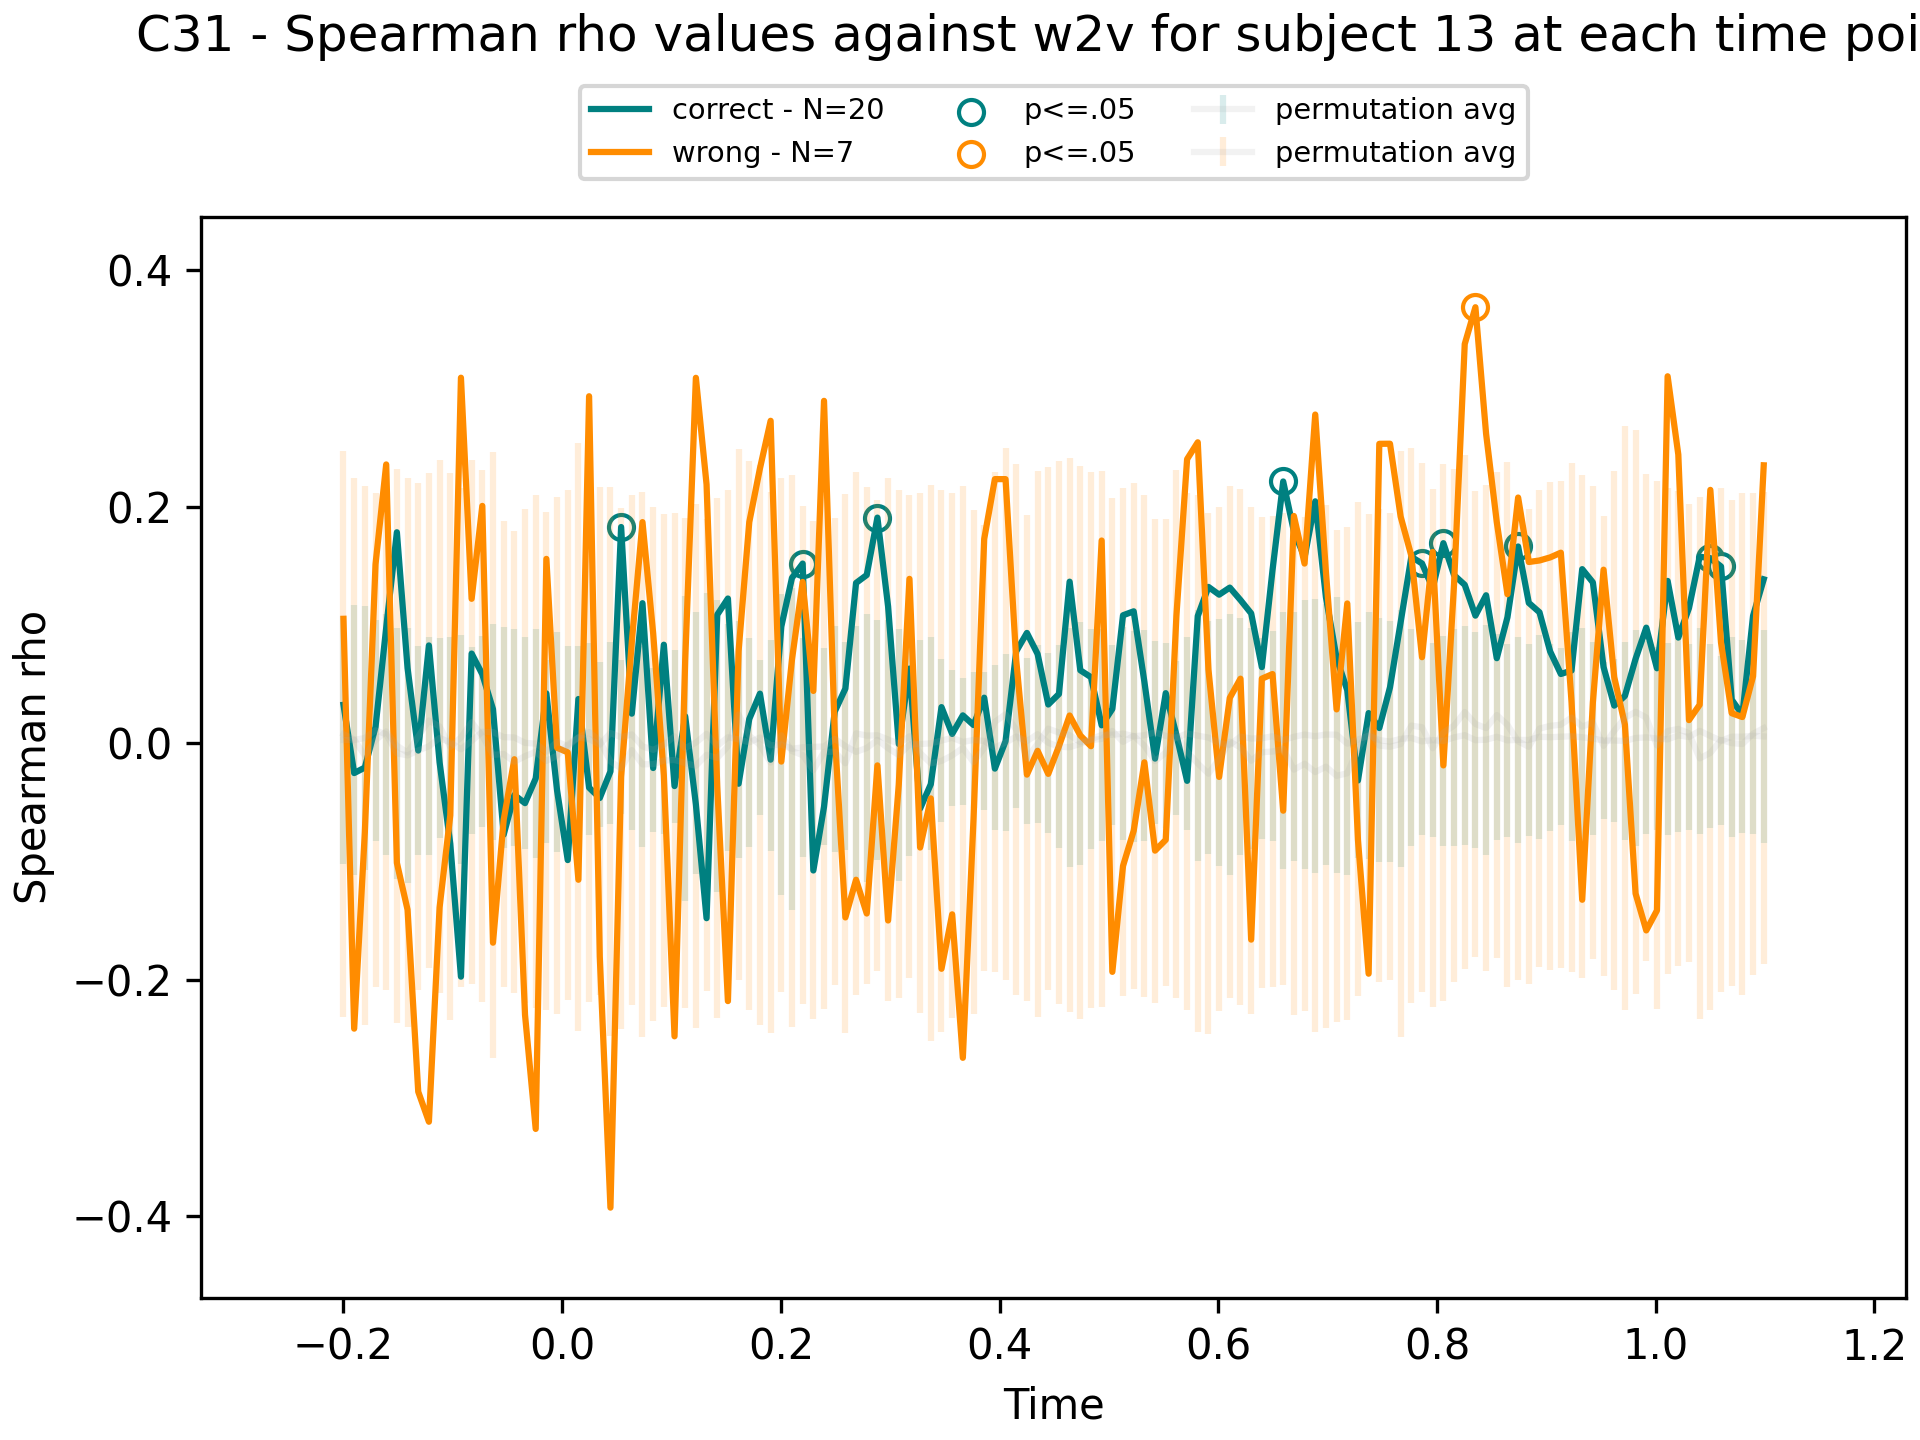 C31 - Spearman rho values against w2v for subject 13 at each time poi
correct - N=20
wrong - N=7
p<=.05
p<=.05
permutation avg
permutation avg
Spearman rho
0.4
0.2
0.0
−0.2
−0.4
−0.2 0.0 0.2 0.4 0.6 0.8 1.0 1.2
Time